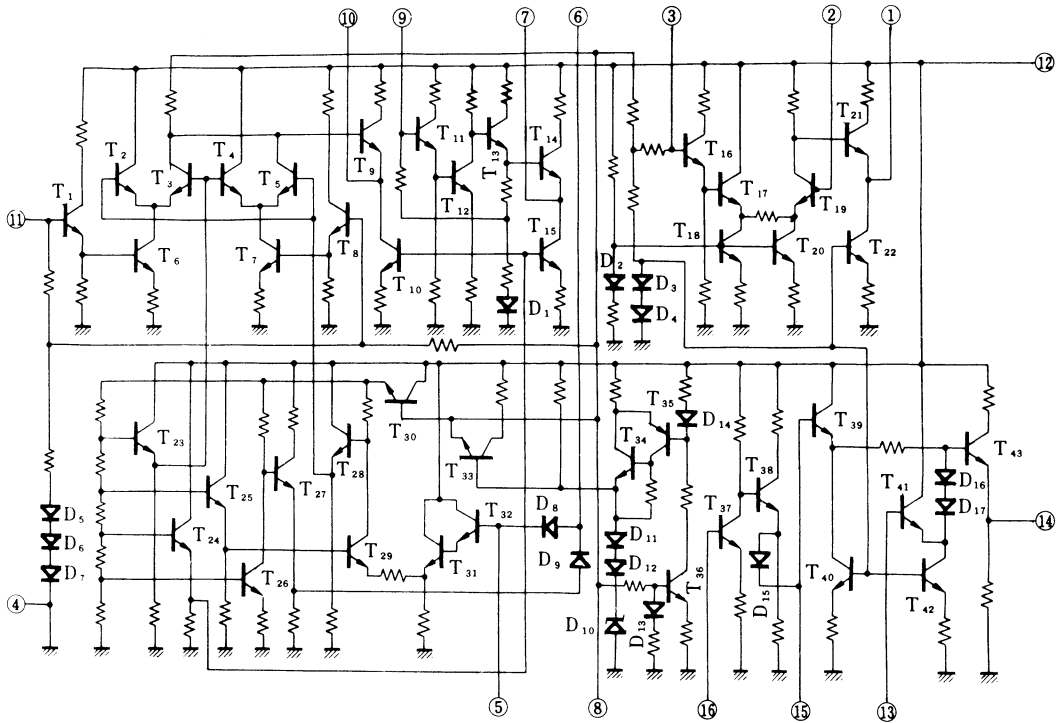 ⑩ ⑨ ⑦ ⑥ ③ ② ①
⑫
T₂ T₃ T₄ T₅ T₉ T₁₁ T₁₃ T₁₄ T₁₆ T₂₁
T₁ T₈ T₁₂ T₁₇ T₁₉
⑪
T₆ T₇ T₁₀ T₁₅ T₁₈ T₂₀ T₂₂
D₁ D₂ D₃ D₄
T₂₃ T₃₀ T₃₃ T₃₄ T₃₅ D₁₄ T₃₉ T₄₃
T₂₅ T₂₇ T₂₈ T₃₈ T₄₁ D₁₆
D₅ T₂₄ T₃₂ D₈ D₁₁ T₃₇ D₁₇ ⑭
D₆ T₂₆ T₂₉ T₃₁ D₉ D₁₂ T₃₆ D₁₅ T₄₀ T₄₂
D₇
④ D₁₀ D₁₃
⑤ ⑧ ⑯ ⑮ ⑬